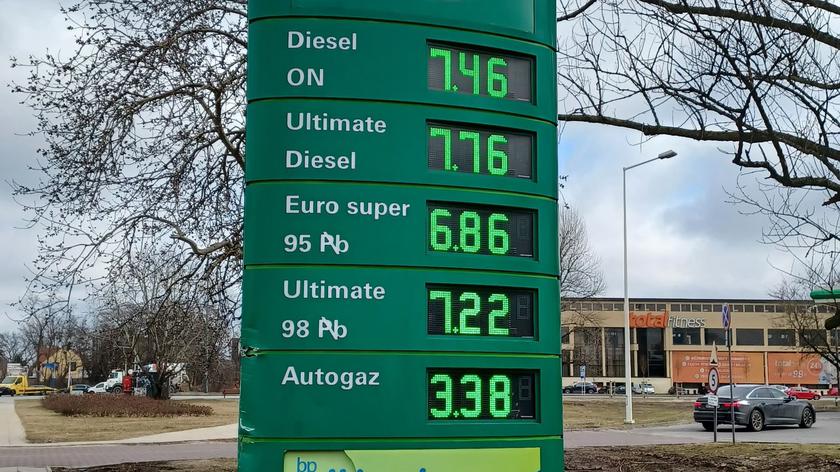 Diesel 7.46
ON
Ultimate 7.76
Diesel
Euro super 6.86
95 Pb
Ultimate 7.22
98 Pb
Autogaz 3.38
bp
total fitness